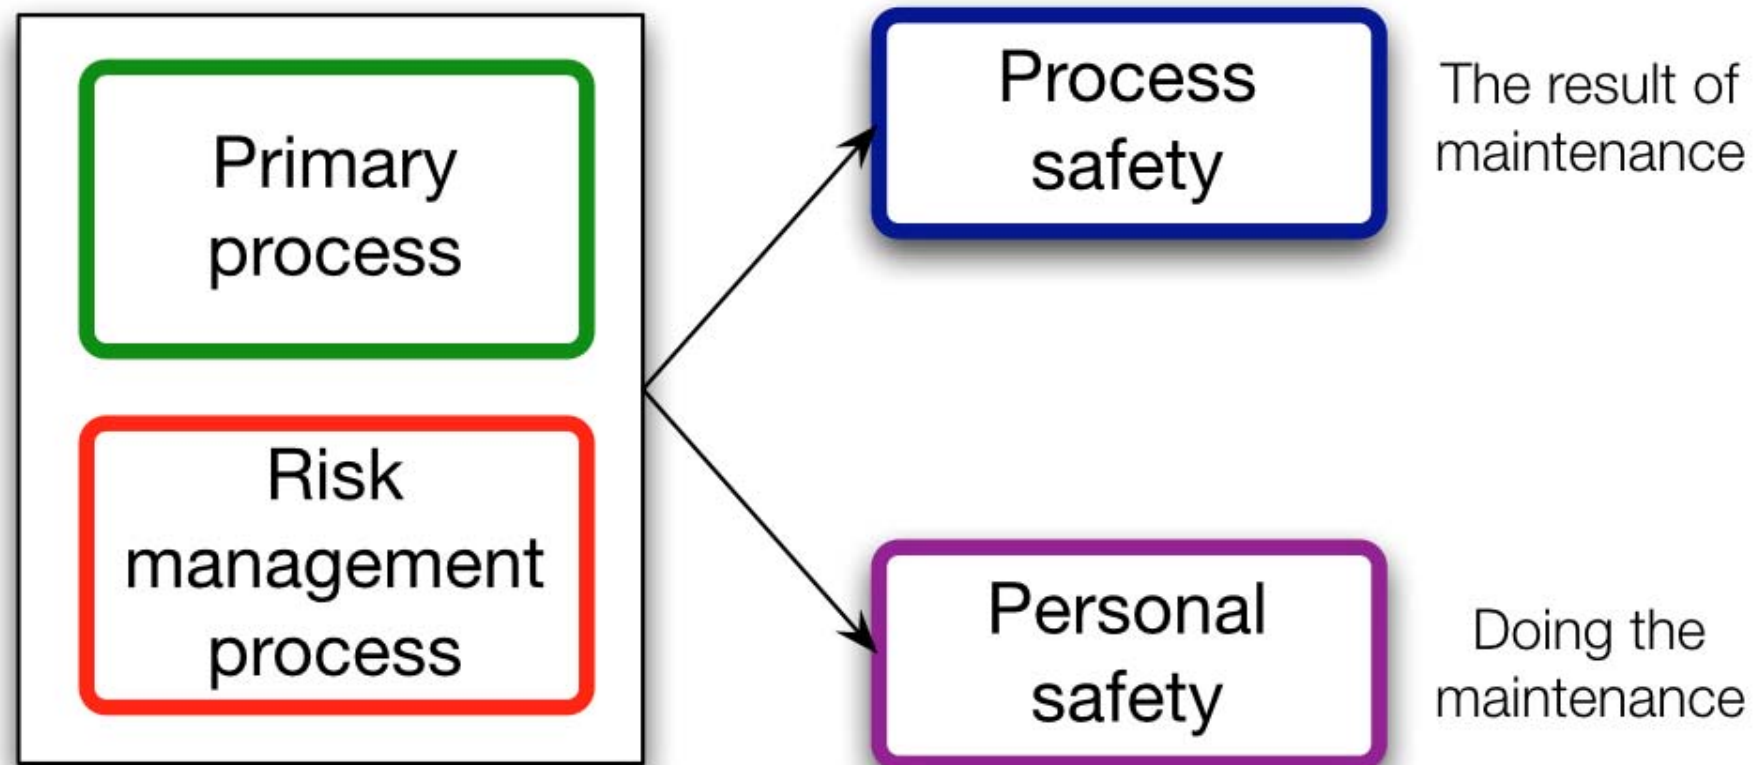 Primary
process
Risk
management
process
Process
safety
The result of
maintenance
Personal
safety
Doing the
maintenance